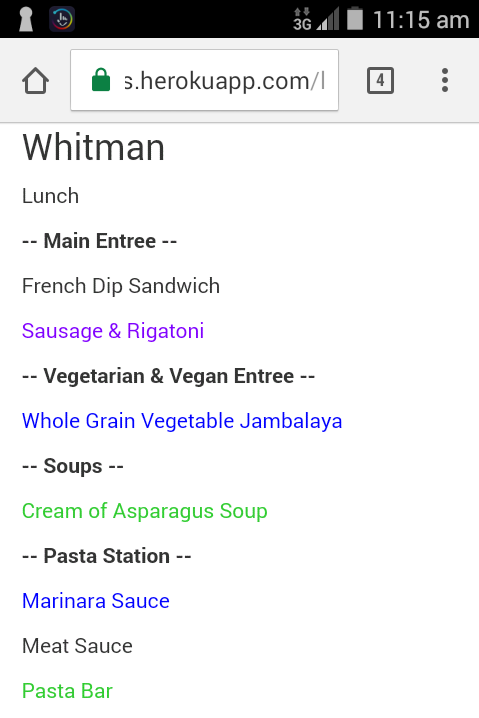 3G 11:15 am
s.herokuapp.com/l 4
Whitman
Lunch
-- Main Entree --
French Dip Sandwich
Sausage & Rigatoni
-- Vegetarian & Vegan Entree --
Whole Grain Vegetable Jambalaya
-- Soups --
Cream of Asparagus Soup
-- Pasta Station --
Marinara Sauce
Meat Sauce
Pasta Bar